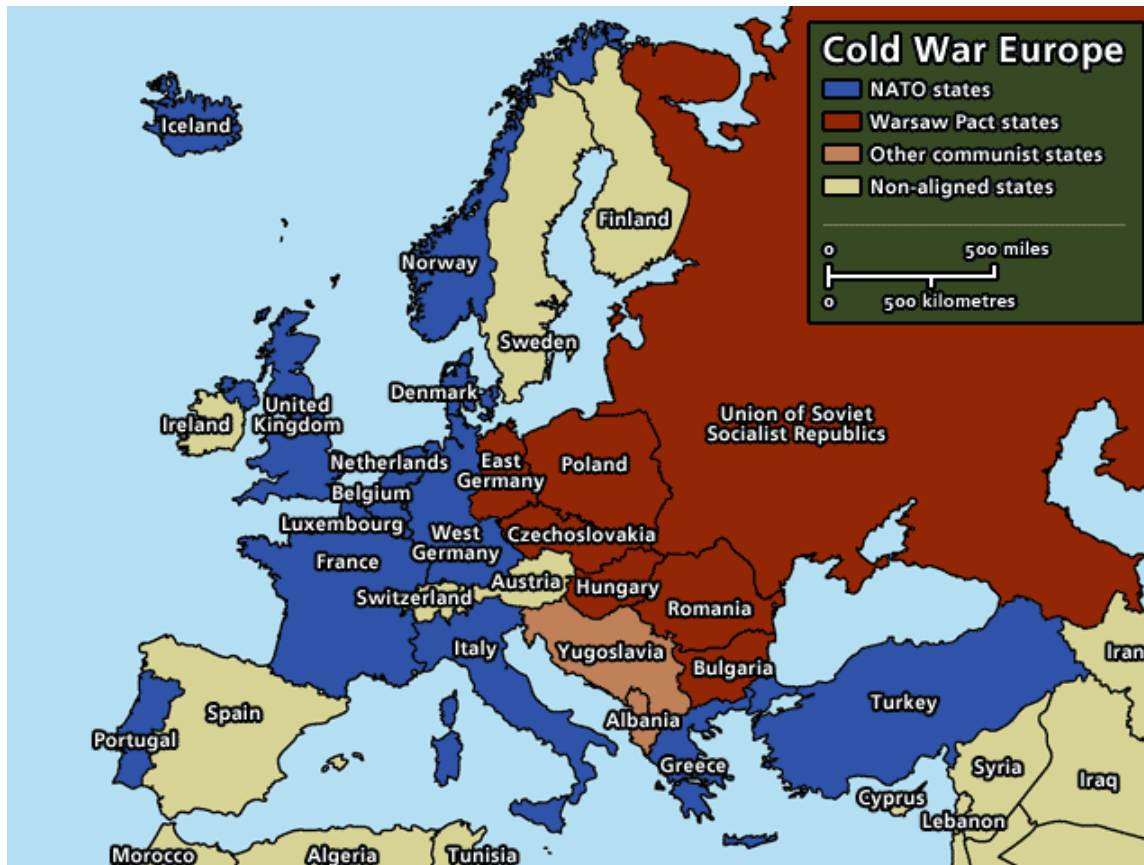 Cold War Europe
NATO states
Warsaw Pact states
Other communist states
Non-aligned states
0
500 miles
0
500 kilometres
Iceland
Finland
Norway
Sweden
Denmark
United
Kingdom
Ireland
Union of Soviet
Socialist Republics
Netherlands
East
Germany
Poland
Belgium
Luxembourg
West
Germany
Czechoslovakia
France
Austria
Hungary
Switzerland
Romania
Italy
Yugoslavia
Iran
Bulgaria
Spain
Portugal
Albania
Turkey
Greece
Syria
Iraq
Cyprus
Lebanon
Morocco
Algeria
Tunisia